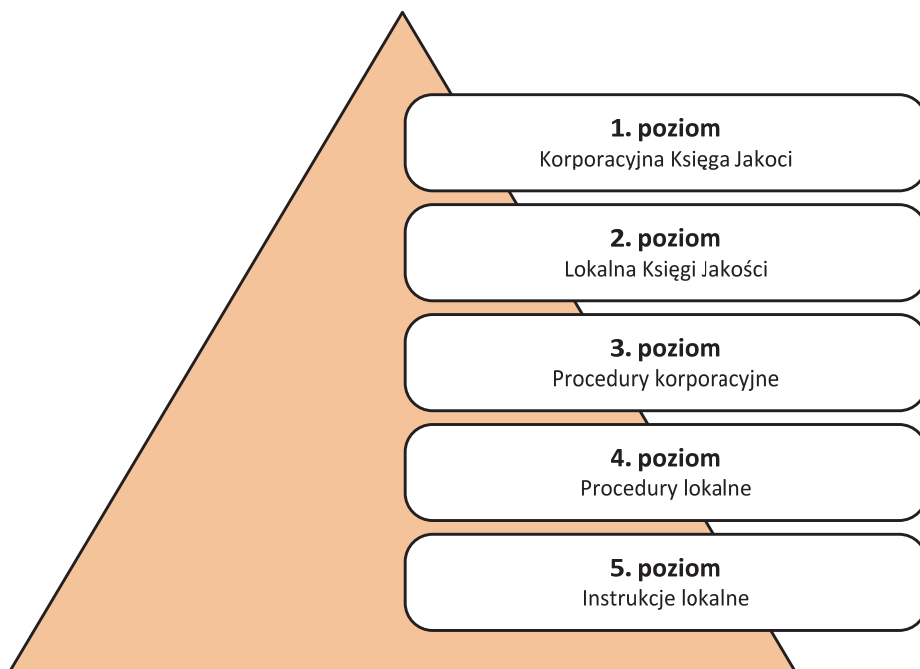 1. poziom
Korporacyjna Księga Jakoci
2. poziom
Lokalna Księgi Jakości
3. poziom
Procedury korporacyjne
4. poziom
Procedury lokalne
5. poziom
Instrukcje lokalne